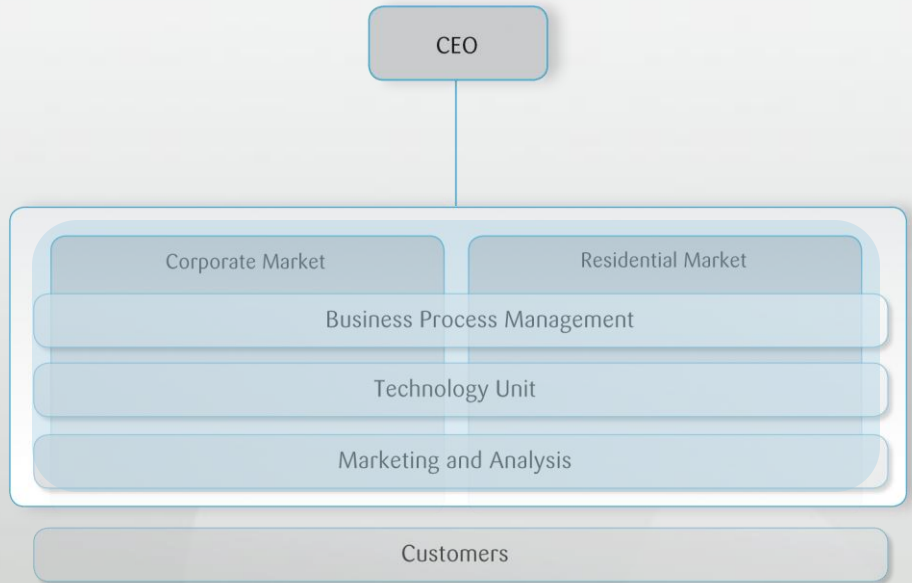 CEO
Corporate Market
Residential Market
Business Process Management
Technology Unit
Marketing and Analysis
Customers